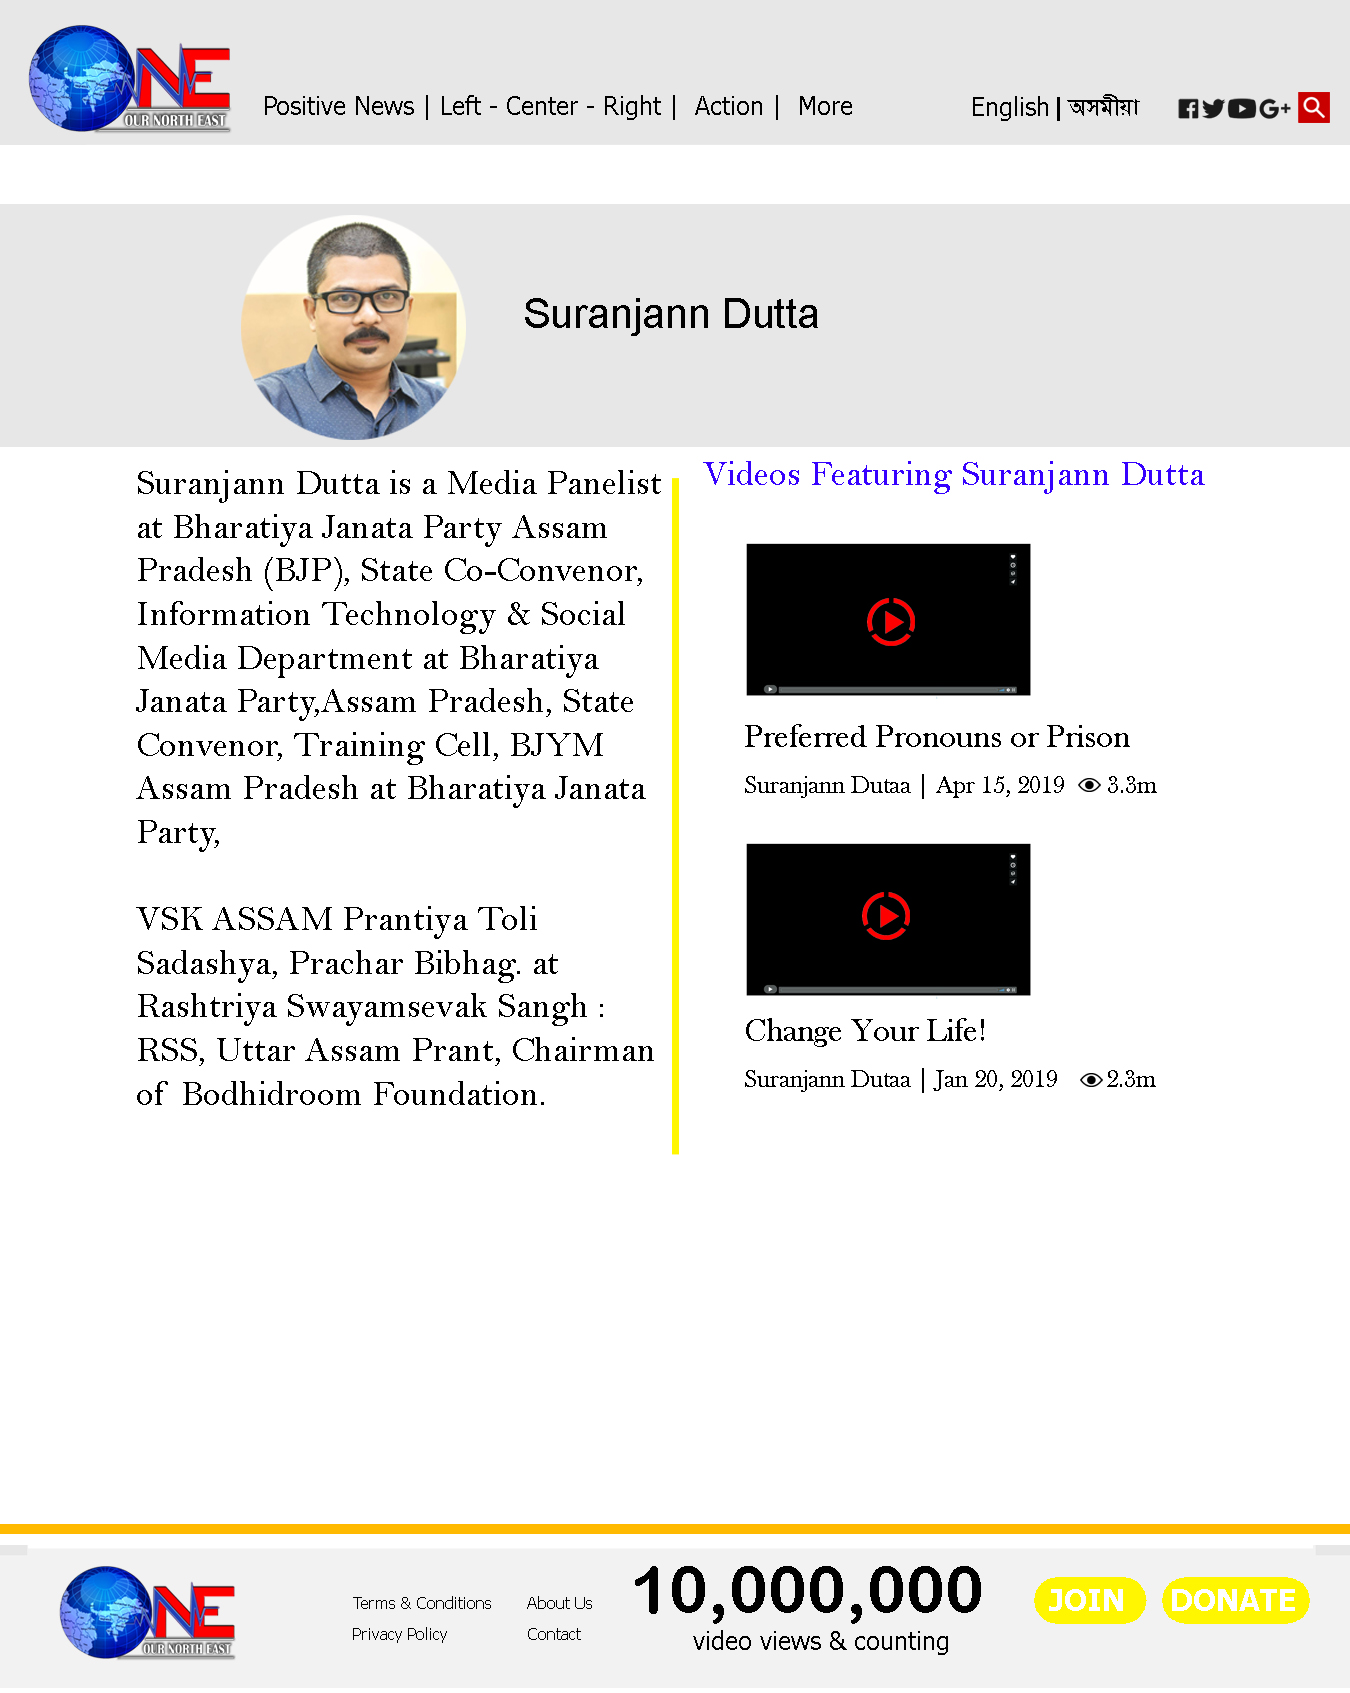 NE
OUR NORTH EAST
Positive News | Left - Center - Right | Action | More
English | অসমীয়া
G+
Suranjann Dutta
Suranjann Dutta is a Media Panelist
at Bharatiya Janata Party Assam
Pradesh (BJP), State Co-Convenor,
Information Technology & Social
Media Department at Bharatiya
Janata Party,Assam Pradesh, State
Convenor, Training Cell, BJYM
Assam Pradesh at Bharatiya Janata
Party,
VSK ASSAM Prantiya Toli
Sadashya, Prachar Bibhag. at
Rashtriya Swayamsevak Sangh :
RSS, Uttar Assam Prant, Chairman
of Bodhidroom Foundation.
Videos Featuring Suranjann Dutta
Preferred Pronouns or Prison
Suranjann Dutaa | Apr 15, 2019 3.3m
Change Your Life!
Suranjann Dutaa | Jan 20, 2019 2.3m
NE
OUR NORTH EAST
Terms & Conditions
Privacy Policy
About Us
Contact
10,000,000
video views & counting
JOIN
DONATE